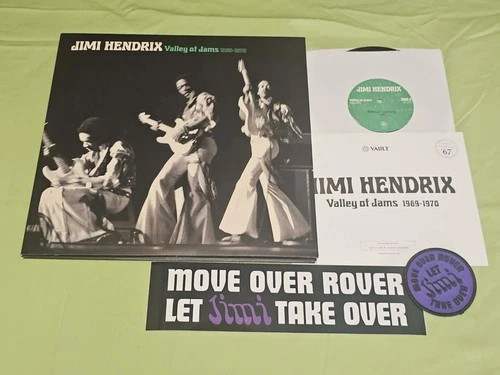 JIMI HENDRIX Valley of Jams 1969-1970
JIMI HENDRIX
VAULT
67
JIMI HENDRIX
Valley of Jams 1969-1970
MOVE OVER ROVER
LET Jimi TAKE OVER
MOVE OVER ROVER
LET
Jimi
TAKE OVER